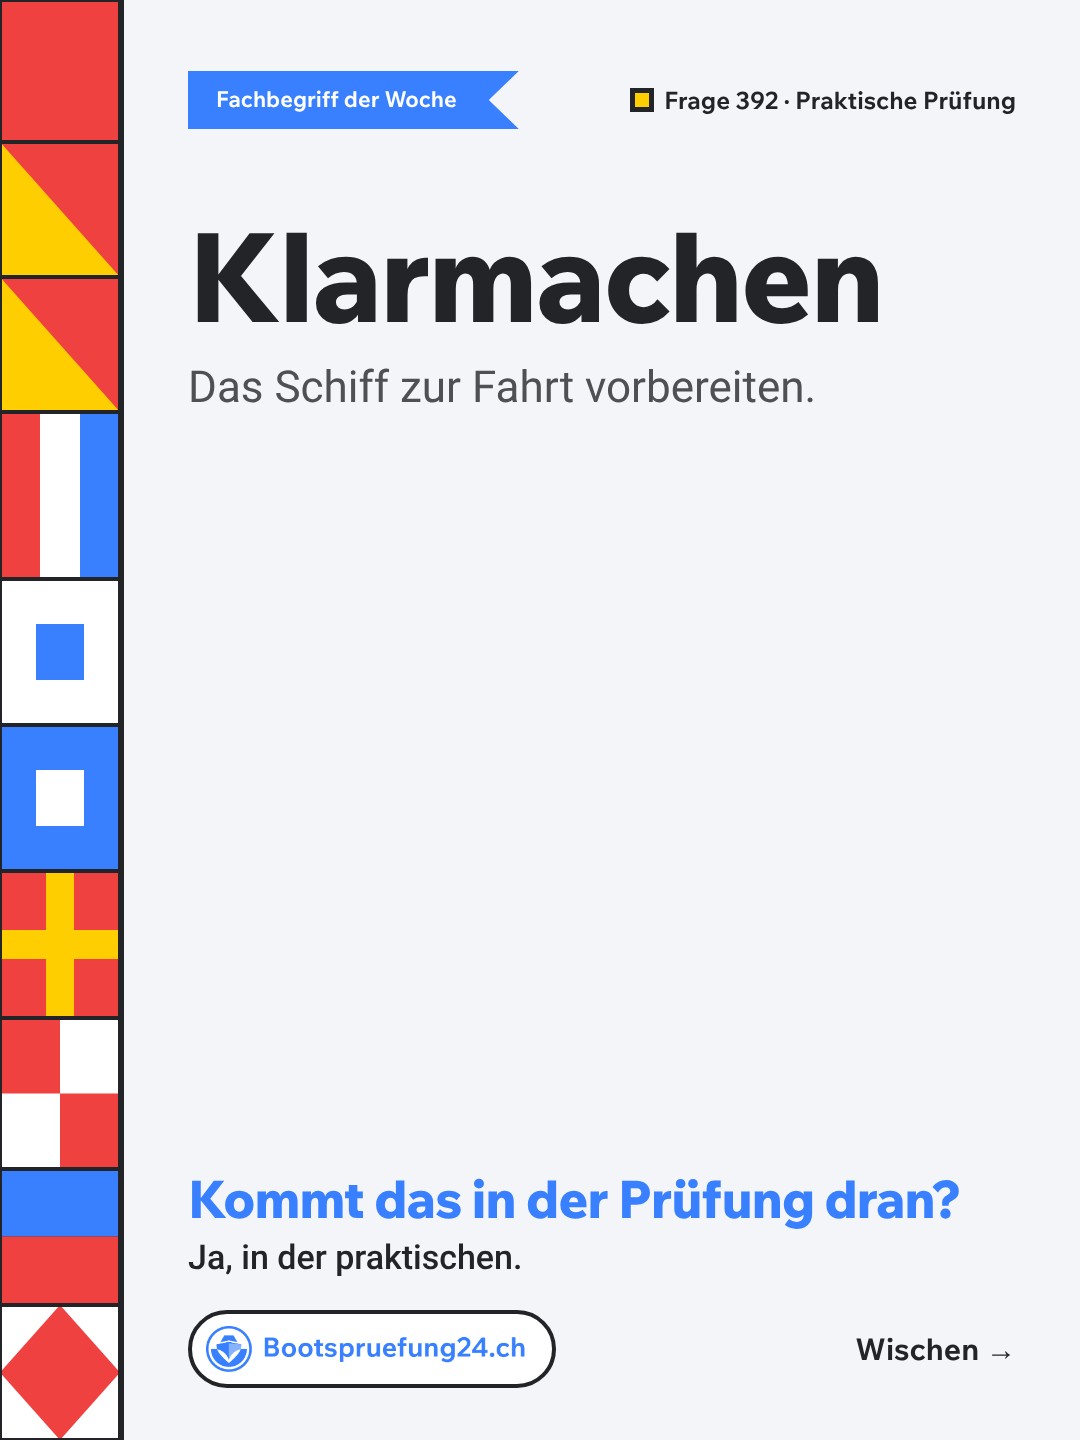 Fachbegriff der Woche
Frage 392 · Praktische Prüfung
Klarmachen
Das Schiff zur Fahrt vorbereiten.
Kommt das in der Prüfung dran?
Ja, in der praktischen.
Bootspruefung24.ch
Wischen →